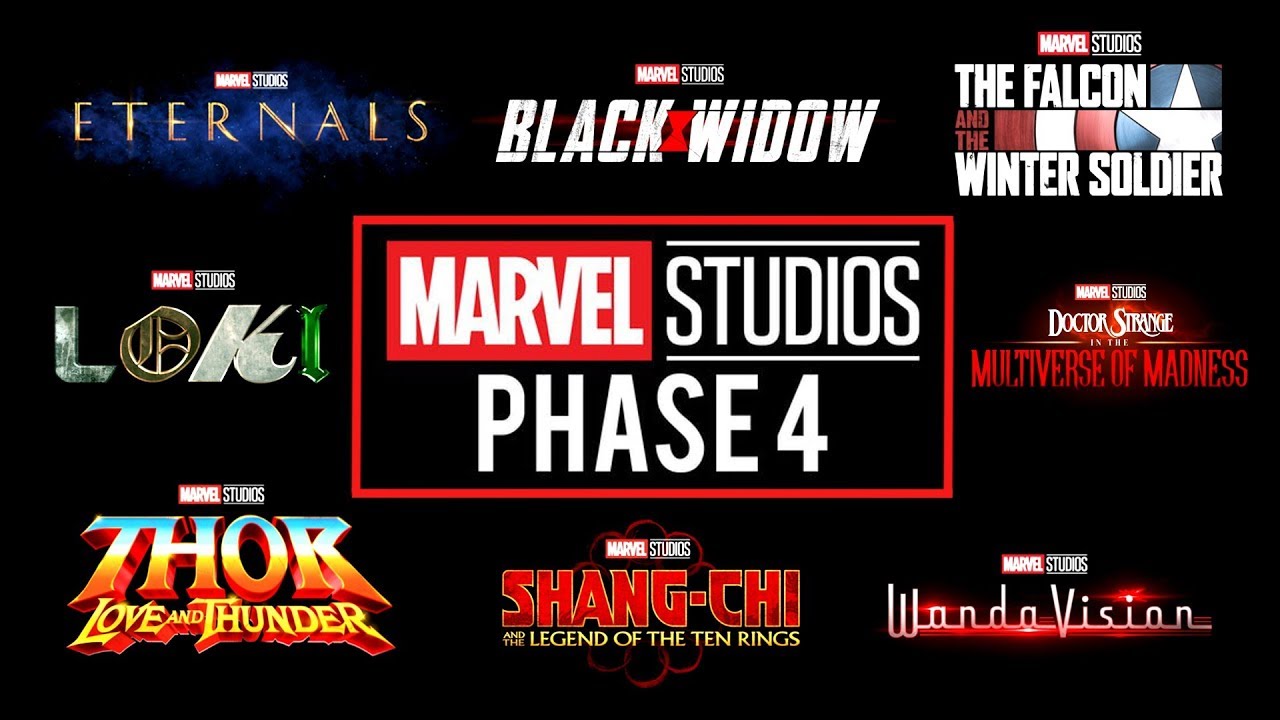 MARVEL STUDIOS
ETERNALS
MARVEL STUDIOS
BLACK WIDOW
MARVEL STUDIOS
THE FALCON
AND
THE
WINTER SOLDIER
MARVEL STUDIOS
LOKI
MARVEL STUDIOS
PHASE 4
MARVEL STUDIOS
DOCTOR STRANGE
IN THE
MULTIVERSE OF MADNESS
MARVEL STUDIOS
THOR
LOVE AND THUNDER
MARVEL STUDIOS
SHANG-CHI
AND THE LEGEND OF THE TEN RINGS
MARVEL STUDIOS
WandaVision